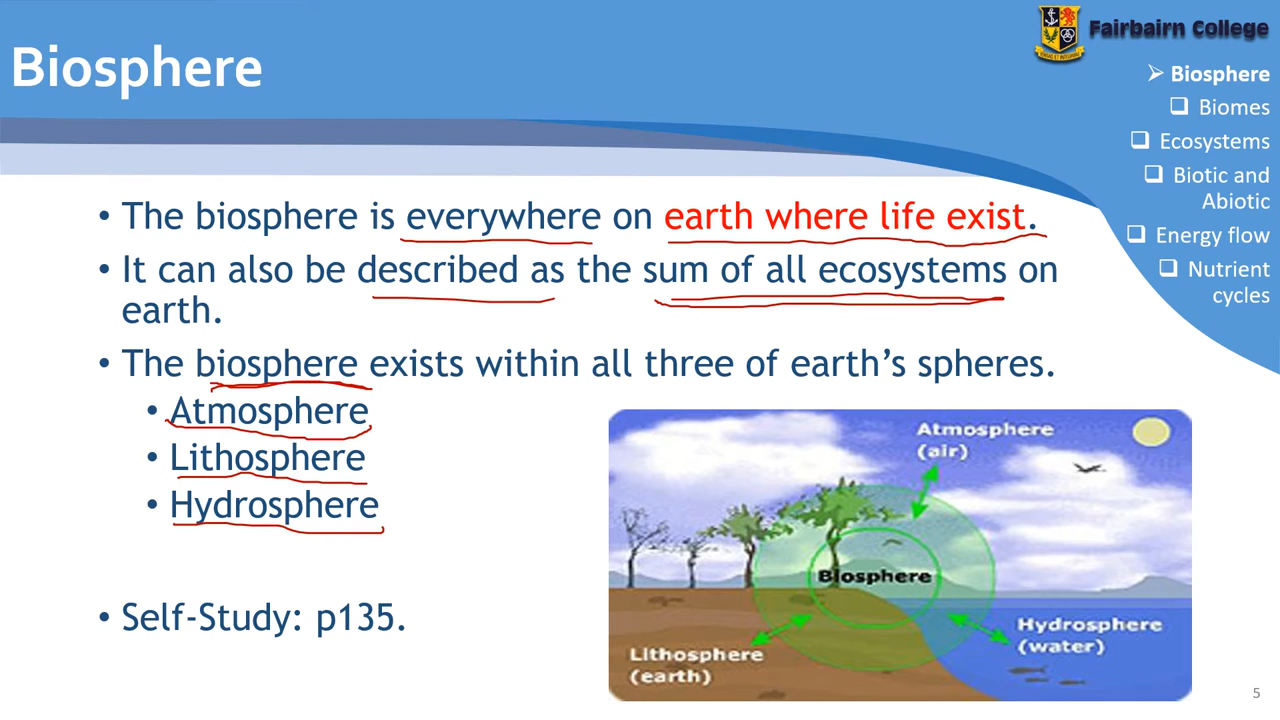 Fairbairn College
Biosphere
➢ Biosphere
❑ Biomes
❑ Ecosystems
❑ Biotic and
Abiotic
❑ Energy flow
❑ Nutrient
cycles
• The biosphere is everywhere on earth where life exist.
• It can also be described as the sum of all ecosystems on
earth.
• The biosphere exists within all three of earth’s spheres.
• Atmosphere
• Lithosphere
• Hydrosphere
• Self-Study: p135.
Atmosphere
(air)
Biosphere
Hydrosphere
(water)
Lithosphere
(earth)
5